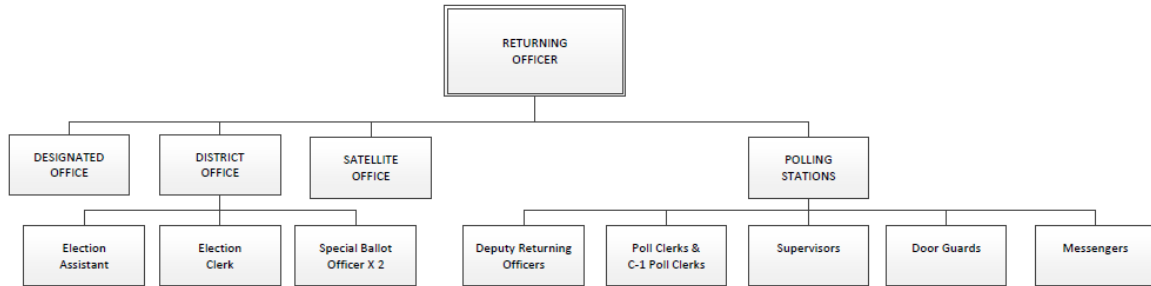 RETURNING
OFFICER
DESIGNATED
OFFICE
DISTRICT
OFFICE
SATELLITE
OFFICE
POLLING
STATIONS
Election
Assistant
Election
Clerk
Special Ballot
Officer X 2
Deputy Returning
Officers
Poll Clerks &
C-1 Poll Clerks
Supervisors
Door Guards
Messengers